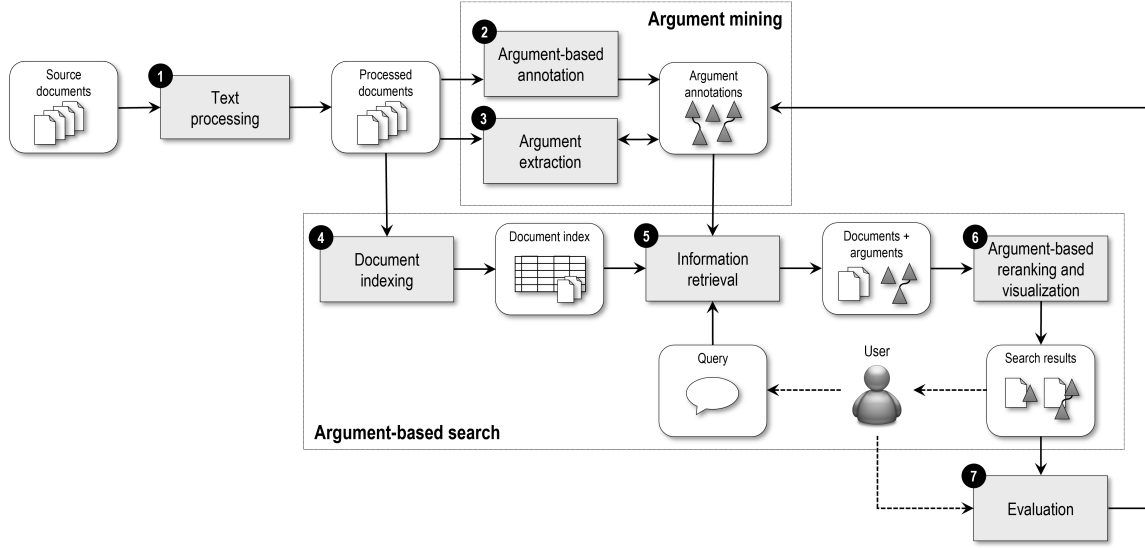 Argument mining
1
Source
documents
Text
processing
Processed
documents
2
Argument-based
annotation
3
Argument
extraction
Argument
annotations
4
Document
indexing
Document index
5
Information
retrieval
Documents +
arguments
6
Argument-based
reranking and
visualization
Query
User
Search results
Argument-based search
7
Evaluation